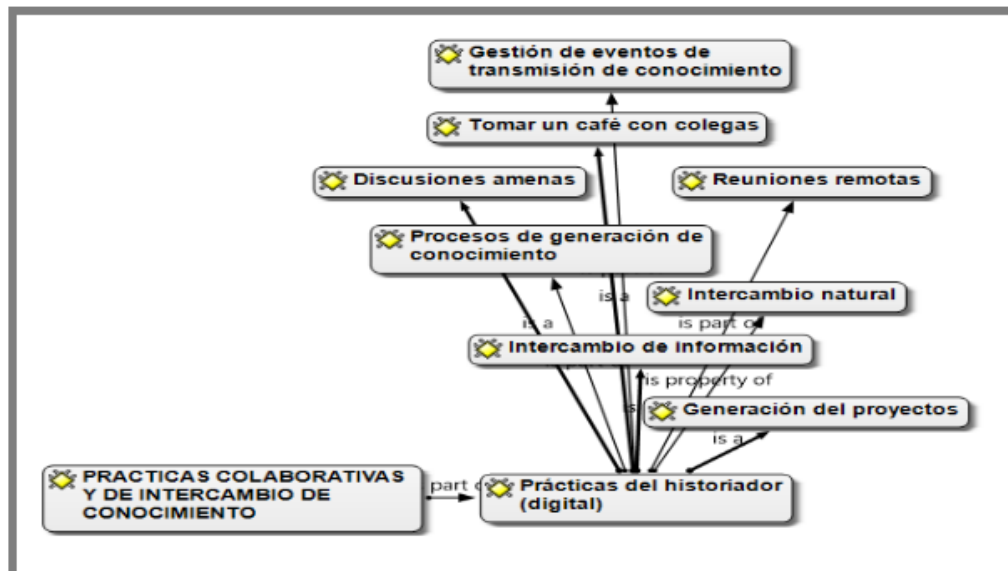 Gestión de eventos de
transmisión de conocimiento
Tomar un café con colegas
Discusiones amenas
Reuniones remotas
Procesos de generación de
conocimiento
is a
Intercambio natural
is a
is part of
Intercambio de información
is property of
Generación del proyectos
is a
PRACTICAS COLABORATIVAS
Y DE INTERCAMBIO DE
CONOCIMIENTO
part
Prácticas del historiador
(digital)